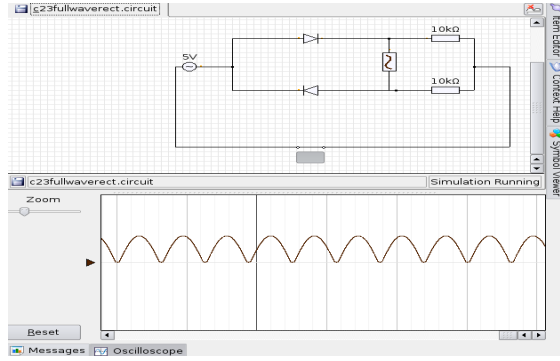 c23fullwaverect.circuit
10kΩ
5V
10kΩ
Item Editor
Context Help
Symbol Viewer
c23fullwaverect.circuit
Simulation Running
Zoom
Reset
Messages
Oscilloscope